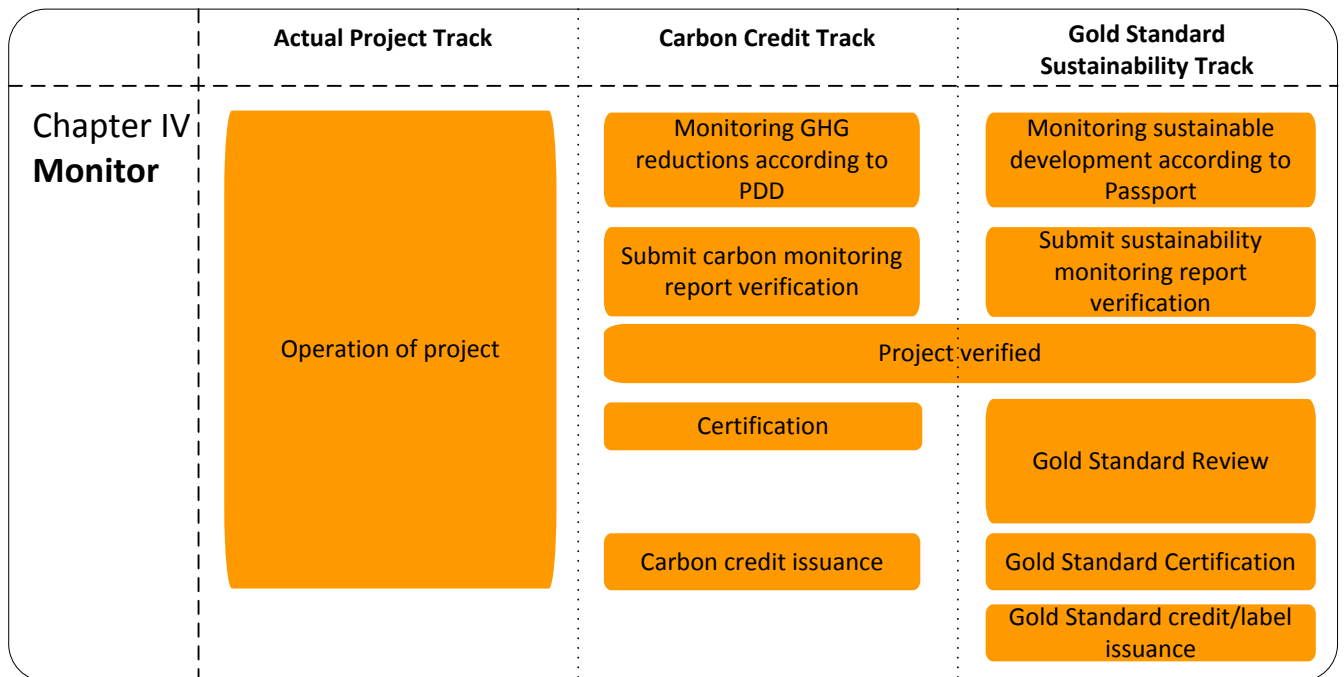 Actual Project Track
Carbon Credit Track
Gold Standard
Sustainability Track
Chapter IV
Monitor
Operation of project
Monitoring GHG
reductions according to
PDD
Monitoring sustainable
development according to
Passport
Submit carbon monitoring
report verification
Submit sustainability
monitoring report
verification
Project verified
Certification
Gold Standard Review
Carbon credit issuance
Gold Standard Certification
Gold Standard credit/label
issuance